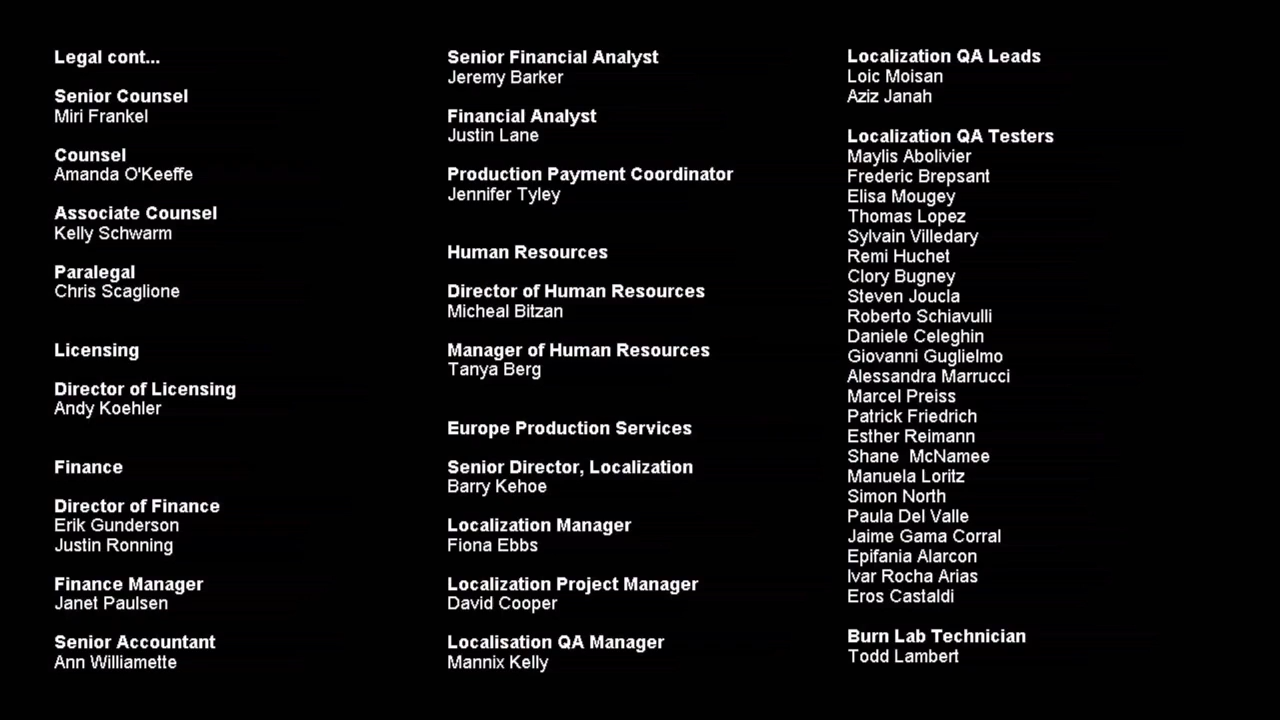 Legal cont...
Senior Counsel
Miri Frankel
Counsel
Amanda O'Keeffe
Associate Counsel
Kelly Schwarm
Paralegal
Chris Scaglione
Licensing
Director of Licensing
Andy Koehler
Finance
Director of Finance
Erik Gunderson
Justin Ronning
Finance Manager
Janet Paulsen
Senior Accountant
Ann Williamette
Senior Financial Analyst
Jeremy Barker
Financial Analyst
Justin Lane
Production Payment Coordinator
Jennifer Tyley
Human Resources
Director of Human Resources
Micheal Bitzan
Manager of Human Resources
Tanya Berg
Europe Production Services
Senior Director, Localization
Barry Kehoe
Localization Manager
Fiona Ebbs
Localization Project Manager
David Cooper
Localisation QA Manager
Mannix Kelly
Localization QA Leads
Loic Moisan
Aziz Janah
Localization QA Testers
Maylis Abolivier
Frederic Brepsant
Elisa Mougey
Thomas Lopez
Sylvain Villedary
Remi Huchet
Clory Bugney
Steven Joucla
Roberto Schiavulli
Daniele Celeghin
Giovanni Guglielmo
Alessandra Marrucci
Marcel Preiss
Patrick Friedrich
Esther Reimann
Shane  McNamee
Manuela Loritz
Simon North
Paula Del Valle
Jaime Gama Corral
Epifania Alarcon
Ivar Rocha Arias
Eros Castaldi
Burn Lab Technician
Todd Lambert